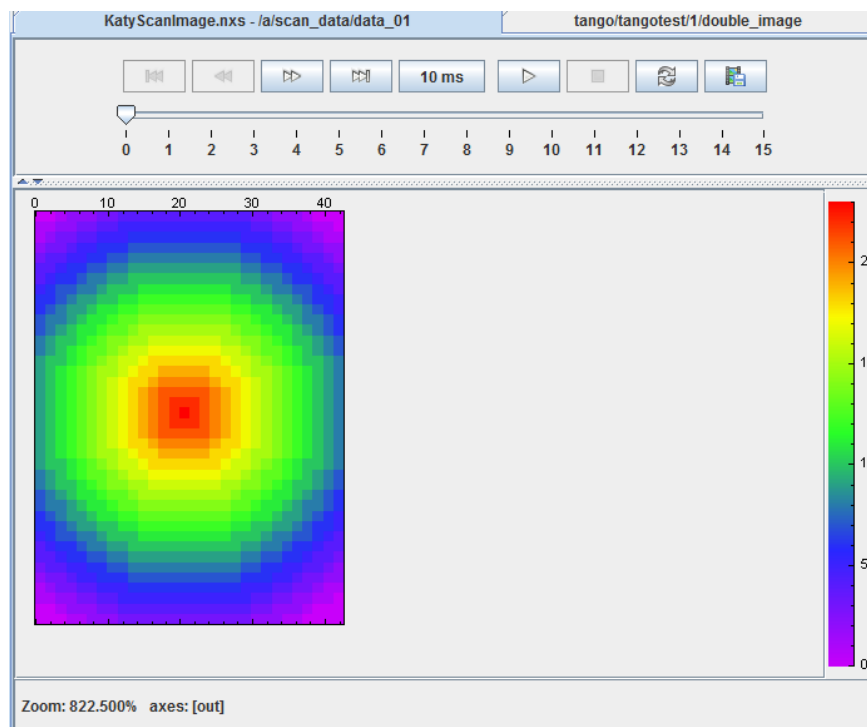 KatyScanImage.nxs - /a/scan_data/data_01 tango/tangotest/1/double_image
10 ms
0 1 2 3 4 5 6 7 8 9 10 11 12 13 14 15
0 10 20 30 40
2
1
1
5
0
Zoom: 822.500% axes: [out]